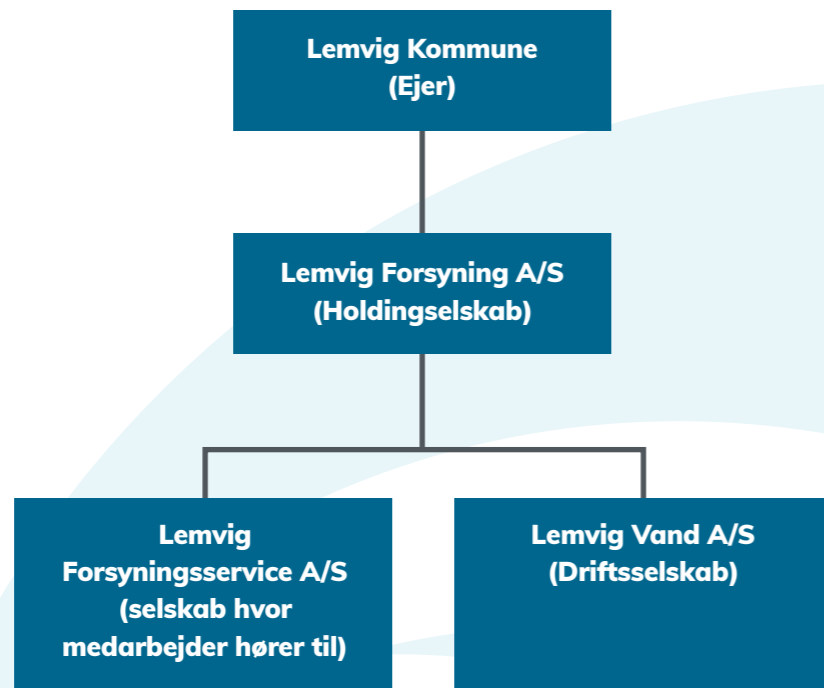 Lemvig Kommune
(Ejer)
Lemvig Forsyning A/S
(Holdingselskab)
Lemvig
Forsyningsservice A/S
(selskab hvor
medarbejder hører til)
Lemvig Vand A/S
(Driftsselskab)